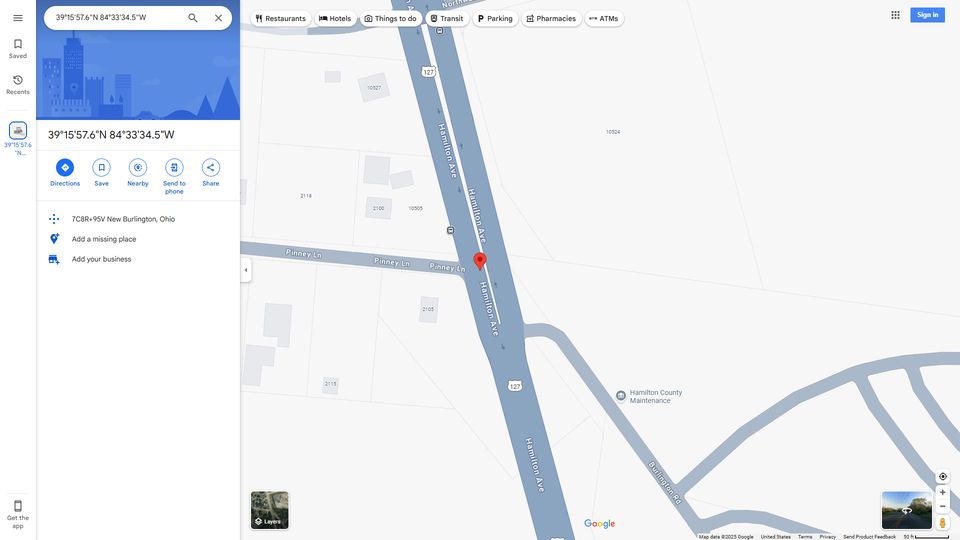 39°15'57.6"N 84°33'34.5"W
Restaurants
Hotels
Things to do
Transit
Parking
Pharmacies
ATMs
Sign in
Saved
Recents
39°15'57.6
"N...
39°15'57.6"N 84°33'34.5"W
Directions
Save
Nearby
Send to
phone
Share
7C8R+95V New Burlington, Ohio
Add a missing place
Add your business
Get the
app
127
10527
10524
Hamilton Ave
2118
2100
10505
Hamilton Ave
Pinney Ln
Pinney Ln
Pinney Ln
Hamilton Ave
2105
2115
127
Hamilton County
Maintenance
Hamilton Ave
Burlington Rd
Layers
Google
Map data ©2025 Google
United States
Terms
Privacy
Send Product Feedback
50 ft